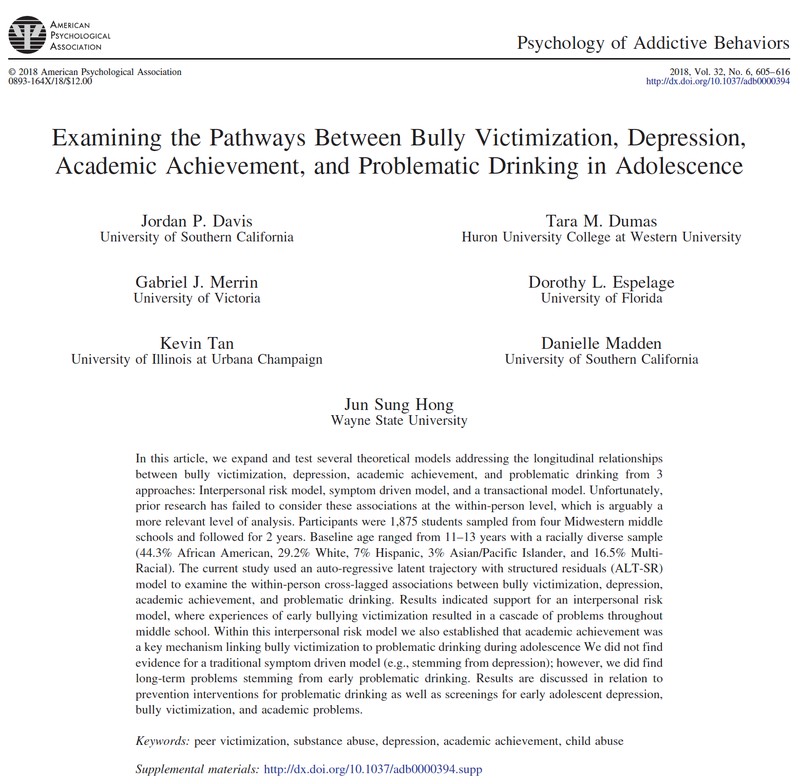 AMERICAN
PSYCHOLOGICAL
ASSOCIATION
Psychology of Addictive Behaviors
© 2018 American Psychological Association
0893-164X/18/$12.00
2018, Vol. 32, No. 6, 605–616
http://dx.doi.org/10.1037/adb0000394
Examining the Pathways Between Bully Victimization, Depression,
Academic Achievement, and Problematic Drinking in Adolescence
Jordan P. Davis
University of Southern California
Tara M. Dumas
Huron University College at Western University
Gabriel J. Merrin
University of Victoria
Dorothy L. Espelage
University of Florida
Kevin Tan
University of Illinois at Urbana Champaign
Danielle Madden
University of Southern California
Jun Sung Hong
Wayne State University
In this article, we expand and test several theoretical models addressing the longitudinal relationships
between bully victimization, depression, academic achievement, and problematic drinking from 3
approaches: Interpersonal risk model, symptom driven model, and a transactional model. Unfortunately,
prior research has failed to consider these associations at the within-person level, which is arguably a
more relevant level of analysis. Participants were 1,875 students sampled from four Midwestern middle
schools and followed for 2 years. Baseline age ranged from 11–13 years with a racially diverse sample
(44.3% African American, 29.2% White, 7% Hispanic, 3% Asian/Pacific Islander, and 16.5% Multi-
Racial). The current study used an auto-regressive latent trajectory with structured residuals (ALT-SR)
model to examine the within-person cross-lagged associations between bully victimization, depression,
academic achievement, and problematic drinking. Results indicated support for an interpersonal risk
model, where experiences of early bullying victimization resulted in a cascade of problems throughout
middle school. Within this interpersonal risk model we also established that academic achievement was
a key mechanism linking bully victimization to problematic drinking during adolescence We did not find
evidence for a traditional symptom driven model (e.g., stemming from depression); however, we did find
long-term problems stemming from early problematic drinking. Results are discussed in relation to
prevention interventions for problematic drinking as well as screenings for early adolescent depression,
bully victimization, and academic problems.
Keywords: peer victimization, substance abuse, depression, academic achievement, child abuse
Supplemental materials: http://dx.doi.org/10.1037/adb0000394.supp